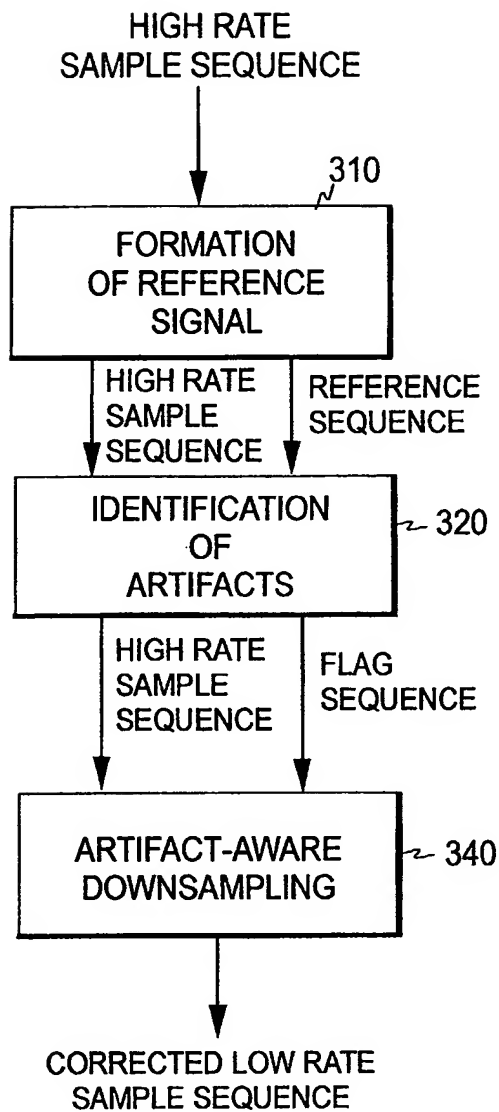 HIGH RATE
SAMPLE SEQUENCE
310
FORMATION
OF REFERENCE
SIGNAL
HIGH RATE
SAMPLE
SEQUENCE
REFERENCE
SEQUENCE
IDENTIFICATION
OF
ARTIFACTS
320
HIGH RATE
SAMPLE
SEQUENCE
FLAG
SEQUENCE
ARTIFACT-AWARE
DOWNSAMPLING
340
CORRECTED LOW RATE
SAMPLE SEQUENCE